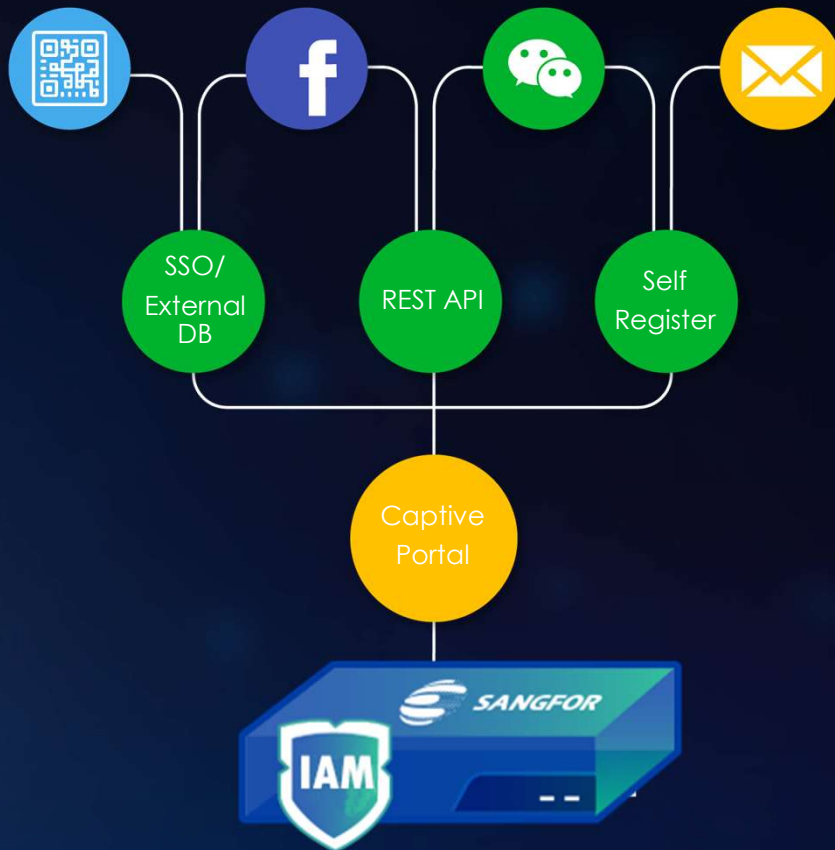 f
SSO/
External
DB
REST API
Self
Register
Captive
Portal
SANGFOR
IAM